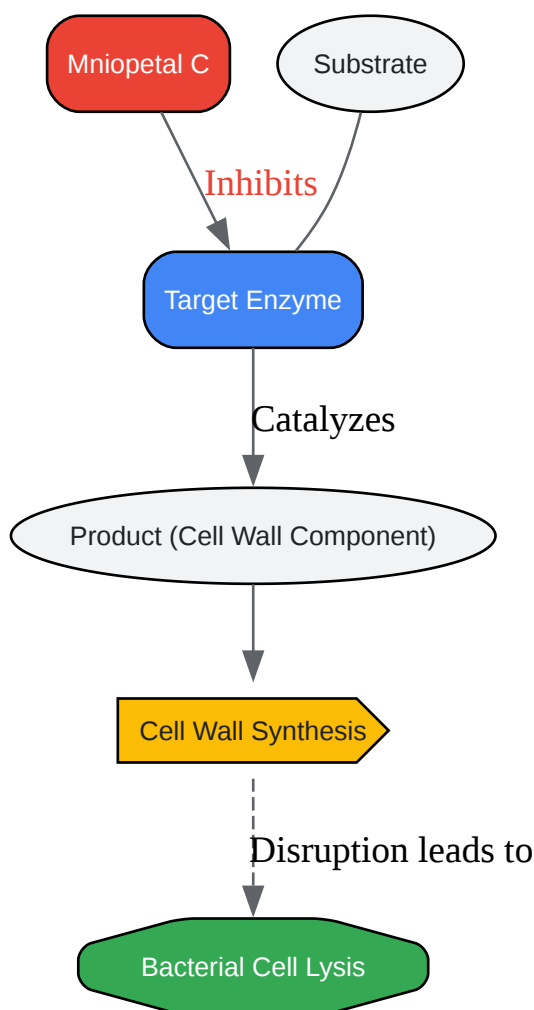 Mniopetal C
Substrate
Inhibits
Target Enzyme
Catalyzes
Product (Cell Wall Component)
Cell Wall Synthesis
Disruption leads to
Bacterial Cell Lysis